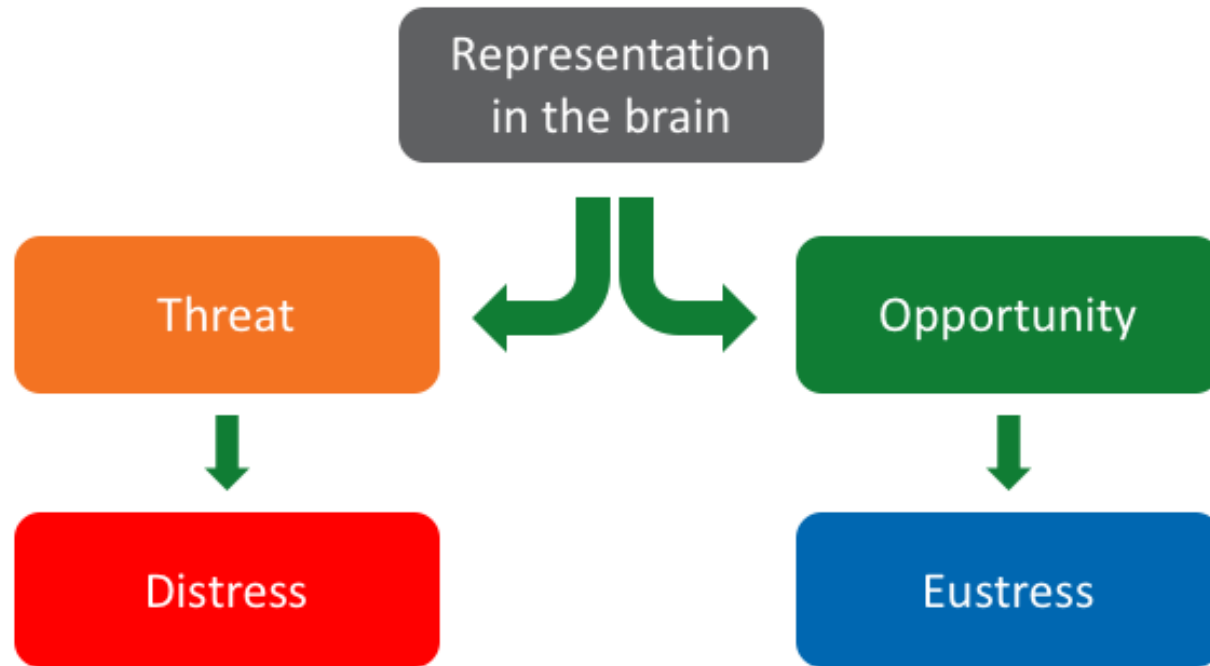 Representation
in the brain
Threat
Opportunity
Distress
Eustress